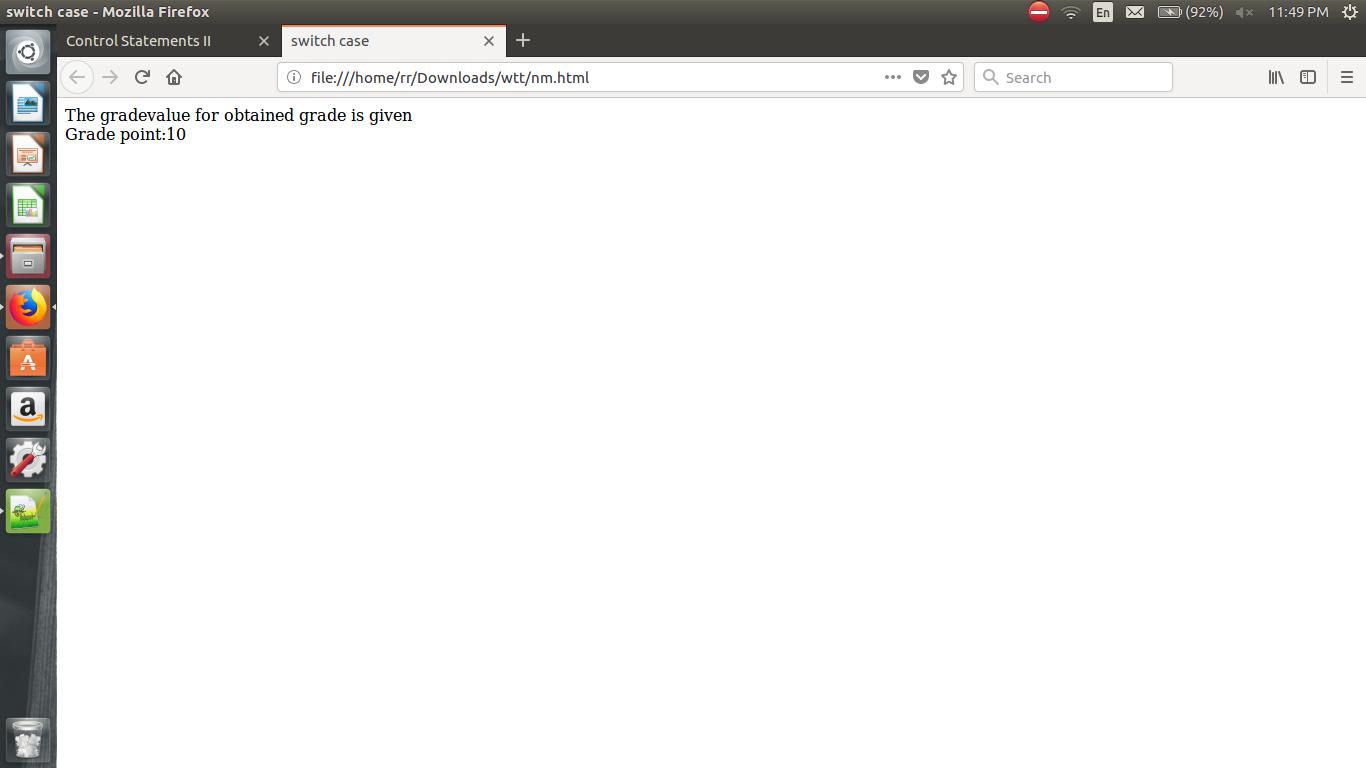 switch case - Mozilla Firefox
En
(92%)
11:49 PM
Control Statements II
switch case
file:///home/rr/Downloads/wtt/nm.html
Search
The gradevalue for obtained grade is given
Grade point:10
a